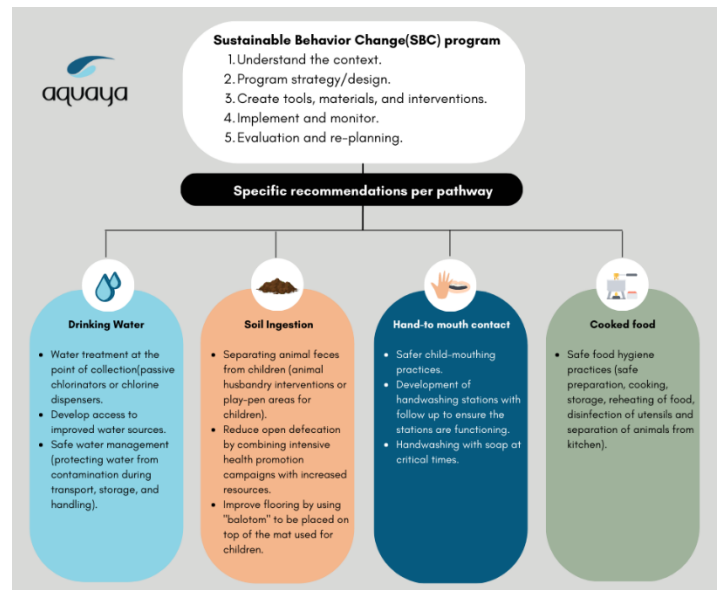 aquaya
Sustainable Behavior Change(SBC) program
1. Understand the context.
2. Program strategy/design.
3. Create tools, materials, and interventions.
4. Implement and monitor.
5. Evaluation and re-planning.
Specific recommendations per pathway
Drinking Water
• Water treatment at the
point of collection(passive
chlorinators or chlorine
dispensers.
• Develop access to
improved water sources.
• Safe water management
(protecting water from
contamination during
transport, storage, and
handling).
Soil Ingestion
• Separating animal feces
from children (animal
husbandry interventions or
play-pen areas for
children).
• Reduce open defecation
by combining intensive
health promotion
campaigns with increased
resources.
• Improve flooring by using
"balotom" to be placed on
top of the mat used for
children.
Hand-to mouth contact
• Safer child-mouthing
practices.
• Development of
handwashing stations with
follow up to ensure the
stations are functioning.
• Handwashing with soap at
critical times.
Cooked food
• Safe food hygiene
practices (safe
preparation, cooking,
storage, reheating of food,
disinfection of utensils and
separation of animals from
kitchen).